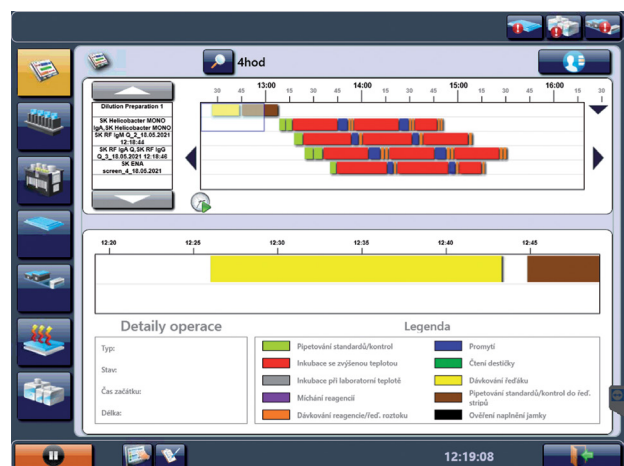 4hod
13:00 14:00 15:00 16:00
30 45 15 30 45 15 30 45 15 30 45 15 30
Dilution Preparation 1
SK Helicobacter MONO
IgA,SK Helicobacter MONO
SK RF IgM Q_2_18.05.2021
12:18:44
SK RF IgA Q,SK RF IgG
Q_3_18.05.2021 12:18:46
SK ENA
screen_4_18.05.2021
12:20 12:25 12:30 12:35 12:40 12:45
Detaily operace
Typ:
Stav:
Čas začátku:
Délka:
Legenda
Pipetování standardů/kontrol
Promytí
Inkubace se zvýšenou teplotou
Čtení destičky
Inkubace při laboratorní teplotě
Dávkování řeďáku
Míchání reagencií
Pipetování standardů/kontrol do řeď.
stripů
Dávkování reagencie/řeď. roztoku
Ověření naplnění jamky
12:19:08